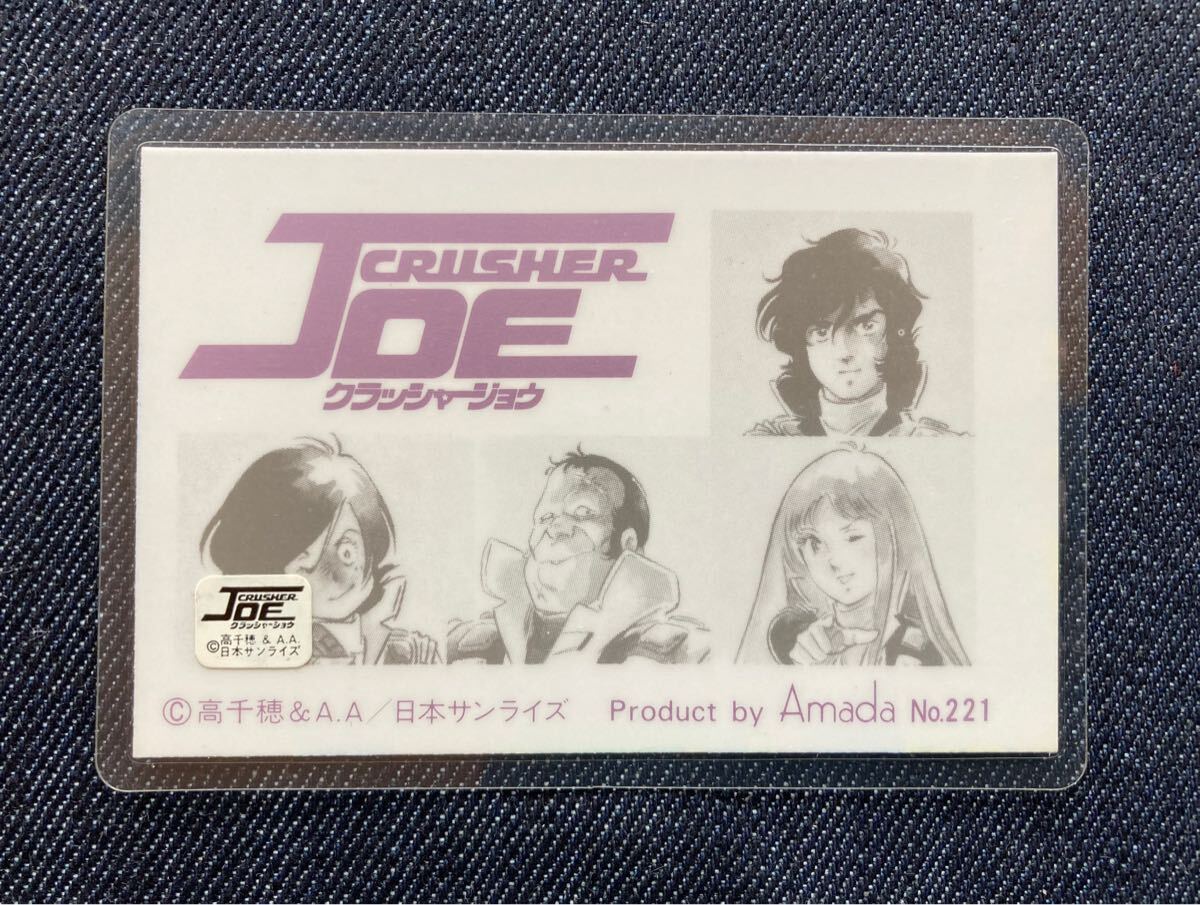 CRUSHER
JOE
クラッシャージョウ
CRUSHER
JOE
クラッシャージョウ
©高千穂 & A.A.
日本サンライズ
©高千穂&A.A/日本サンライズ Product by Amada No.221